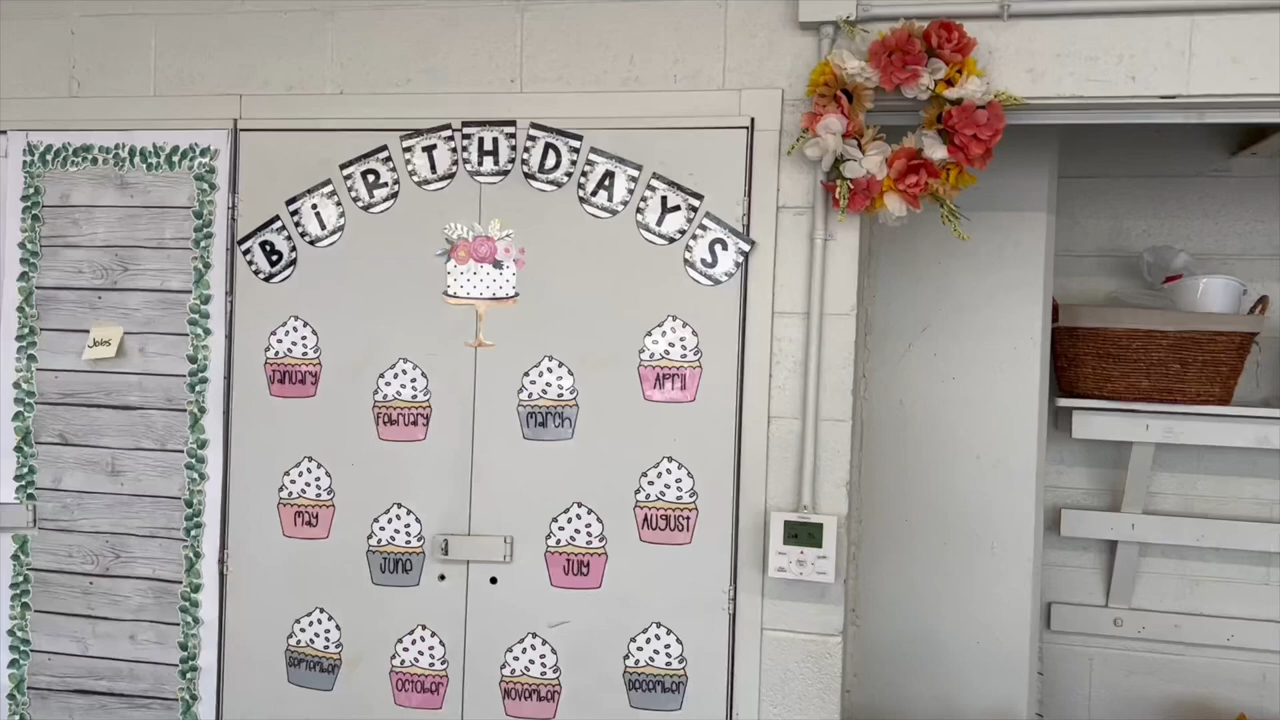 BiRTHDAYS
Jobs
January
February
March
April
May
June
July
August
September
October
November
December